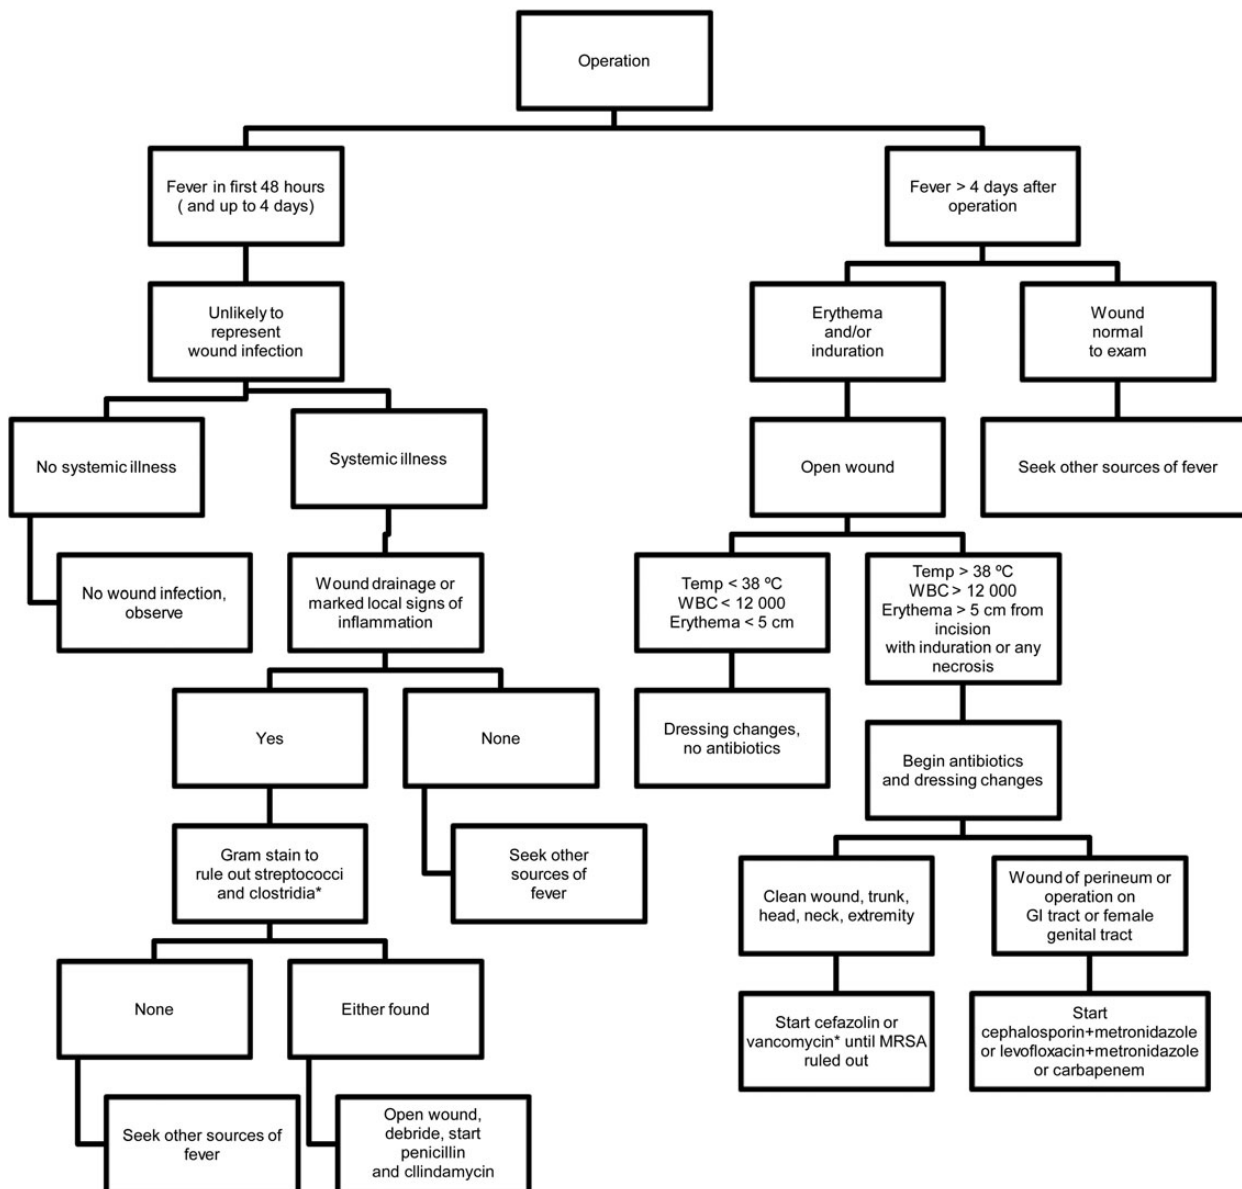 Operation
Fever in first 48 hours
( and up to 4 days)
Fever > 4 days after
operation
Unlikely to
represent
wound infection
Erythema
and/or
induration
Wound
normal
to exam
No systemic illness
Systemic illness
Open wound
Seek other sources of fever
No wound infection,
observe
Wound drainage or
marked local signs of
inflammation
Temp < 38 ºC
WBC < 12 000
Erythema < 5 cm
Temp > 38 ºC
WBC > 12 000
Erythema > 5 cm from
incision
with induration or any
necrosis
Yes
None
Dressing changes,
no antibiotics
Begin antibiotics
and dressing changes
Gram stain to
rule out streptococci
and clostridia*
Seek other
sources of
fever
Clean wound, trunk,
head, neck, extremity
Wound of perineum or
operation on
GI tract or female
genital tract
None
Either found
Start cefazolin or
vancomycin* until MRSA
ruled out
Start
cephalosporin+metronidazole
or levofloxacin+metronidazole
or carbapenem
Seek other sources of
fever
Open wound,
debride, start
penicillin
and cllindamycin